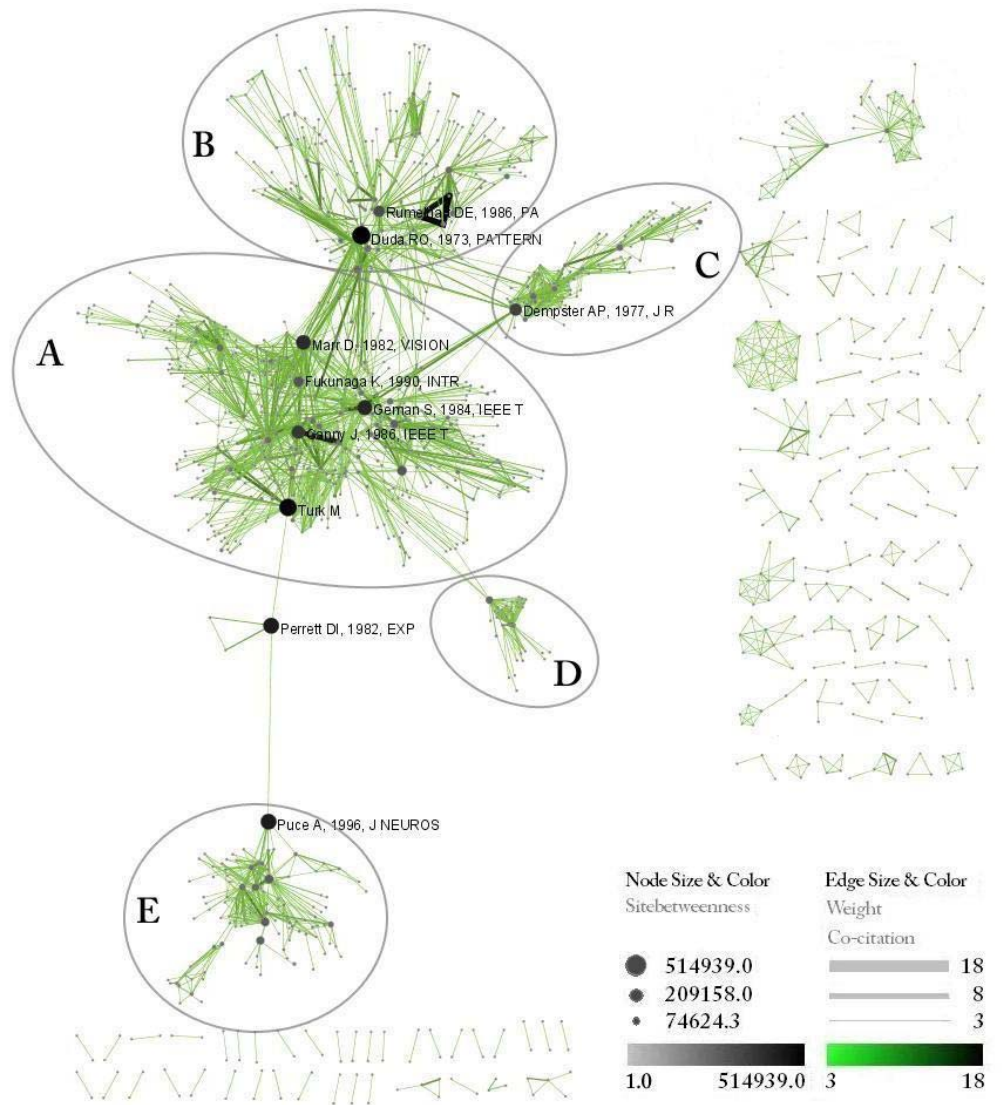 B
Rumelhart DE, 1986, PA
Duda RO, 1973, PATTERN
C
Dempster AP, 1977, J R
A
Marr D, 1982, VISION
Fukunaga K, 1990, INTR
Geman S, 1984, IEEE T
Canny J, 1986, IEEE T
Turk M
Perrett DI, 1982, EXP
D
Puce A, 1996, J NEUROS
E
Node Size & Color
Sitebetweenness
514939.0
209158.0
74624.3
1.0 514939.0
Edge Size & Color
Weight
Co-citation
18
8
3
3 18